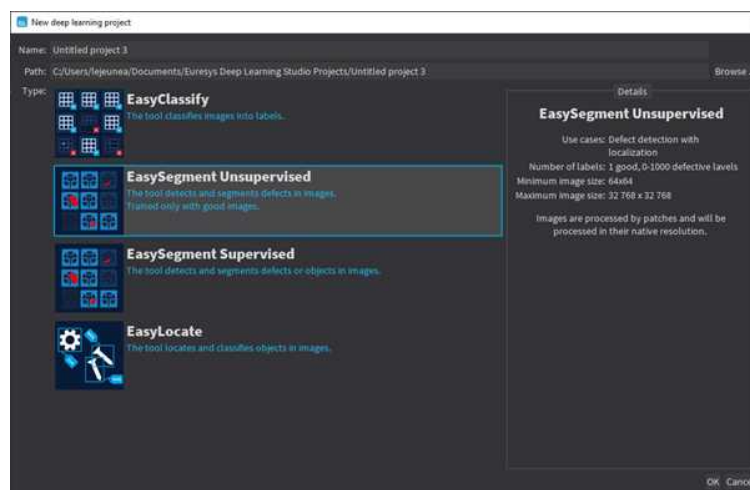 New deep learning project
Name: Untitled project 3
Path: C:/Users/lejeunea/Documents/Euresys Deep Learning Studio Projects/Untitled project 3
Browse
Type:
EasyClassify
The tool classifies images into labels.
EasySegment Unsupervised
The tool detects and segments defects in images.
Trained only with good images.
EasySegment Supervised
The tool detects and segments defects or objects in images.
EasyLocate
The tool locates and classifies objects in images.
Details
EasySegment Unsupervised
Use cases: Defect detection with
localization
Number of labels: 1 good, 0-1000 defective lavels
Minimum image size: 64x64
Maximum image size: 32 768 x 32 768
Images are processed by patches and will be
processed in their native resolution.
OK Cance